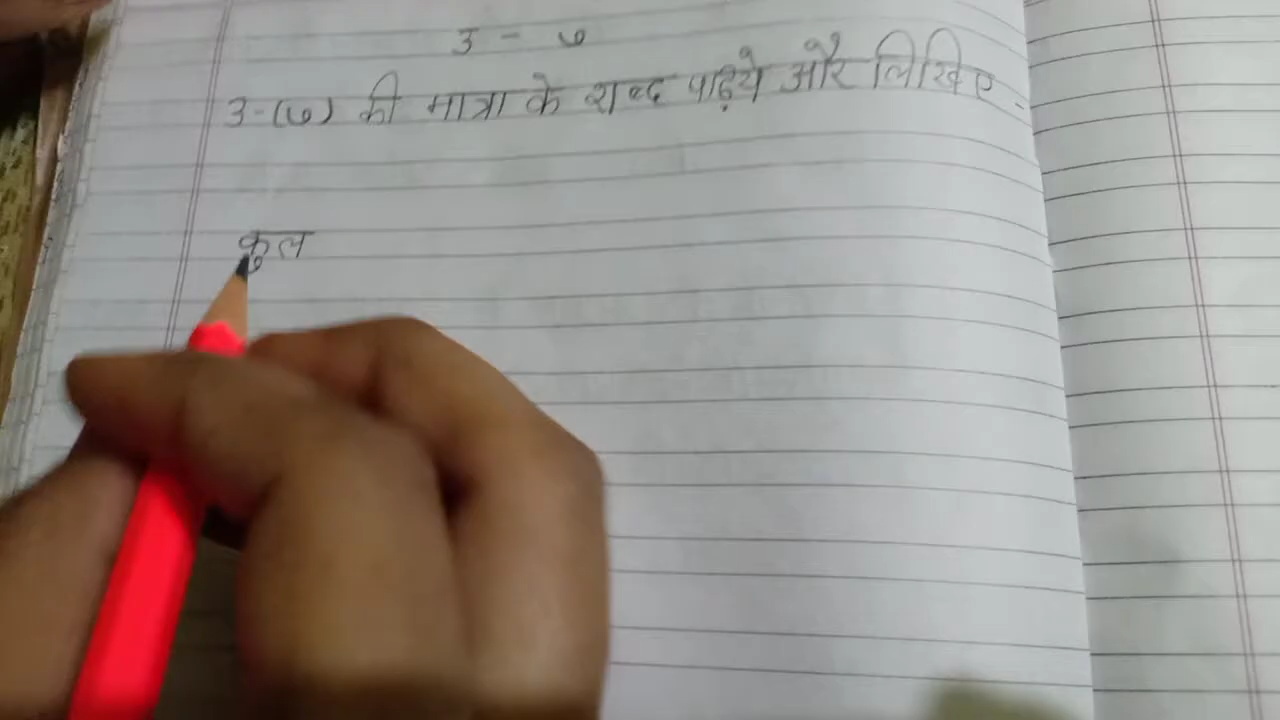 उ - ु
उ-(ु) की मात्रा के शब्द पढ़िये और लिखिए -
कुल